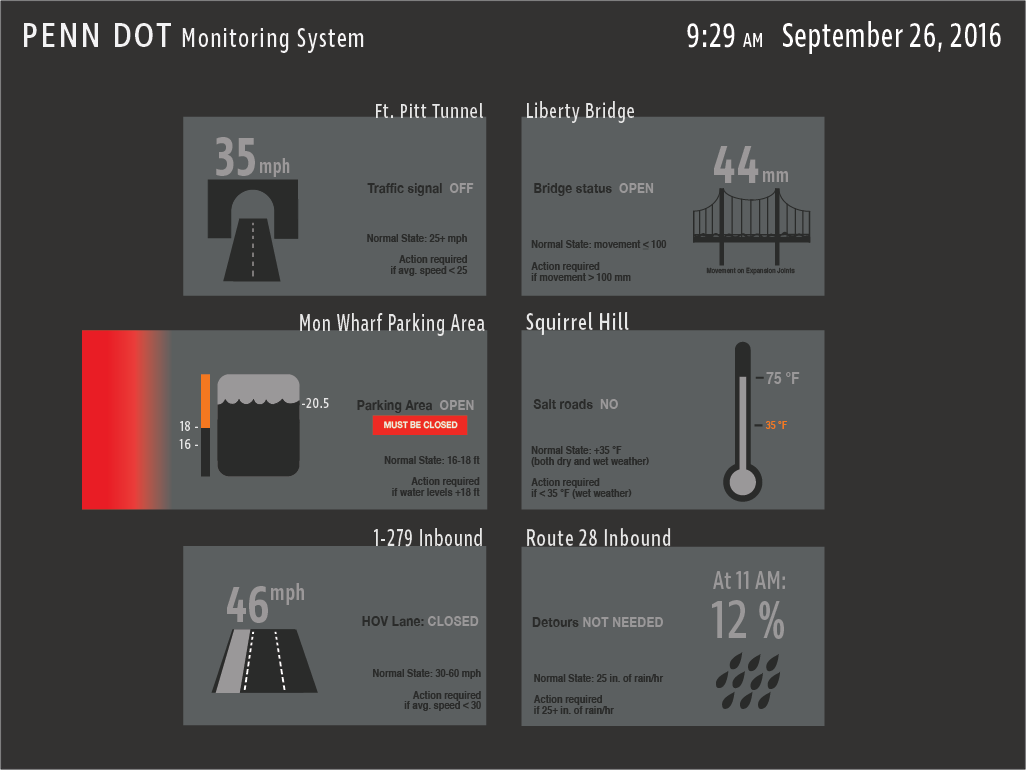 PENN DOT Monitoring System
9:29 AM September 26, 2016
Ft. Pitt Tunnel
35 mph
Traffic signal OFF
Normal State: 25+ mph
Action required
if avg. speed < 25
Liberty Bridge
44 mm
Bridge status OPEN
Normal State: movement ≤ 100
Action required
if movement > 100 mm
Movement on Expansion Joints
Mon Wharf Parking Area
-20.5
18 -
16 -
Parking Area OPEN
MUST BE CLOSED
Normal State: 16-18 ft
Action required
if water levels +18 ft
Squirrel Hill
75 °F
35 °F
Salt roads NO
Normal State: +35 °F
(both dry and wet weather)
Action required
if < 35 °F (wet weather)
1-279 Inbound
46 mph
HOV Lane: CLOSED
Normal State: 30-60 mph
Action required
if avg. speed < 30
Route 28 Inbound
At 11 AM:
12 %
Detours NOT NEEDED
Normal State: 25 in. of rain/hr
Action required
if 25+ in. of rain/hr